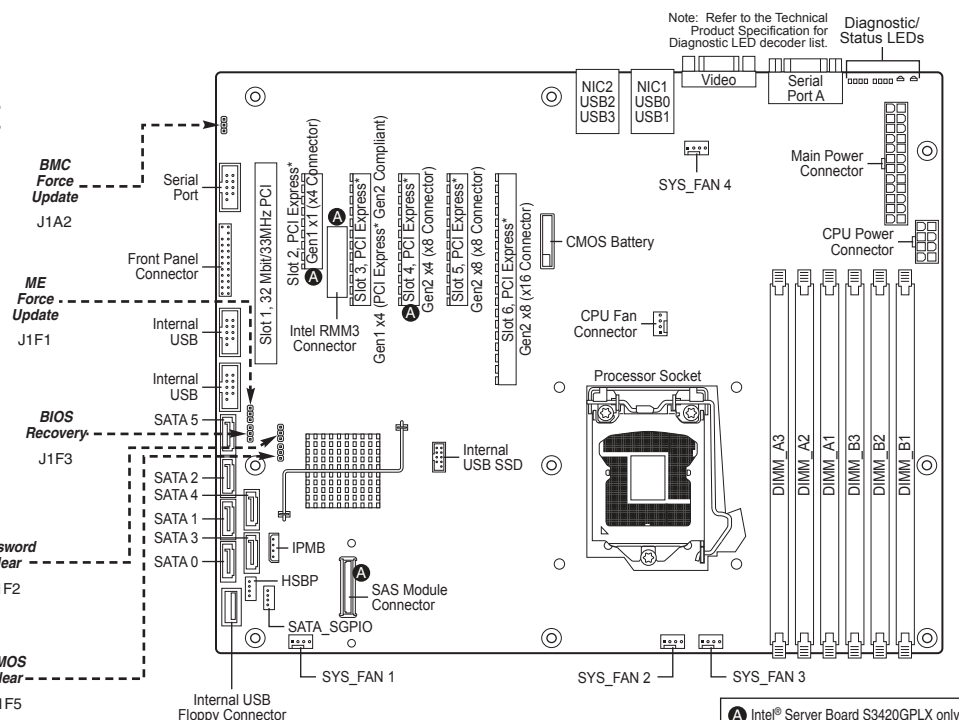 Note: Refer to the Technical
Product Specification for
Diagnostic LED decoder list.
Diagnostic/
Status LEDs
NIC2
USB2
USB3
NIC1
USB0
USB1
Video
Serial
Port A
BMC
Force
Update
J1A2
Serial
Port
SYS_FAN 4
Main Power
Connector
Slot 1, 32 Mbit/33MHz PCI
Slot 2, PCI Express*
Gen1 x1 (x4 Connector)
A
A
Slot 3, PCI Express*
Gen1 x4 (PCI Express* Gen2 Compliant)
Slot 4, PCI Express*
Gen2 x4 (x8 Connector)
A
Slot 5, PCI Express*
Gen2 x8 (x8 Connector)
Slot 6, PCI Express*
Gen2 x8 (x16 Connector)
CMOS Battery
CPU Power
Connector
Front Panel
Connector
ME
Force
Update
J1F1
Intel RMM3
Connector
Internal
USB
CPU Fan
Connector
Internal
USB
Processor Socket
BIOS
Recovery
J1F3
SATA 5
SATA 2
SATA 4
SATA 1
SATA 3
SATA 0
Internal
USB SSD
DIMM_A3
DIMM_A2
DIMM_A1
DIMM_B3
DIMM_B2
DIMM_B1
sword
lear
1F2
IPMB
HSBP
A
SAS Module
Connector
SATA_SGPIO
MOS
lear
1F5
SYS_FAN 1
SYS_FAN 2
SYS_FAN 3
Internal USB
Floppy Connector
A Intel® Server Board S3420GPLX only